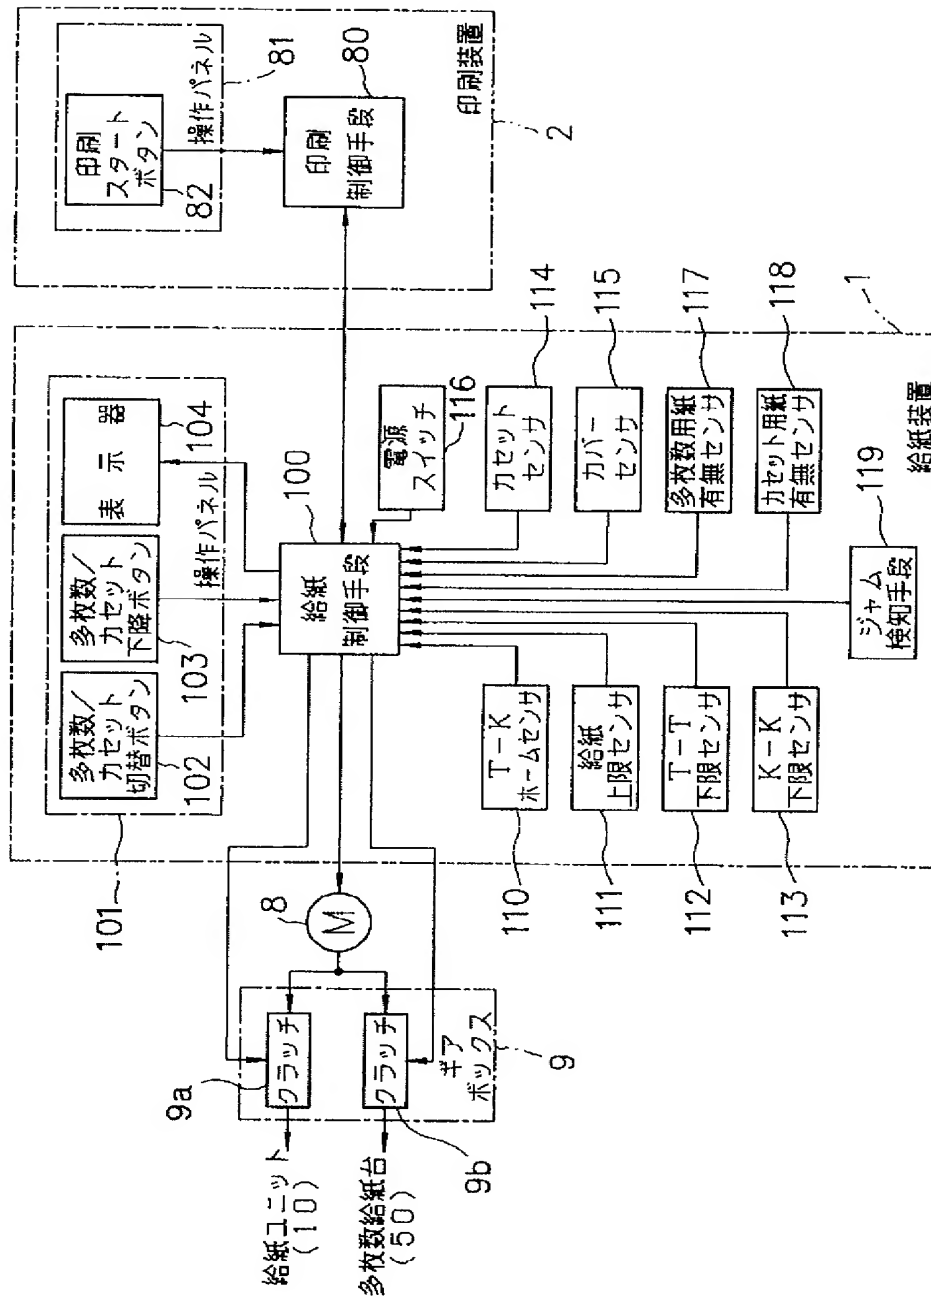 印刷
スタート
ボタン
82
操作パネル
81
印刷
制御手段
80
印刷装置
2
多枚数／
カセット
切替ボタン
102
多枚数／
カセット
下降ボタン
103
表示器
104
操作パネル
101
給紙
制御手段
100
電源
スイッチ
116
カセット
センサ
114
カバー
センサ
115
多枚数用紙
有無センサ
117
カセット用紙
有無センサ
118
ジャム
検知手段
119
T－K
ホームセンサ
110
給紙
上限センサ
111
T－T
下限センサ
112
K－K
下限センサ
113
給紙装置
1
M
8
クラッチ
9a
クラッチ
9b
ギア
ボックス
9
給紙ユニット
(10)
多枚数給紙台
(50)